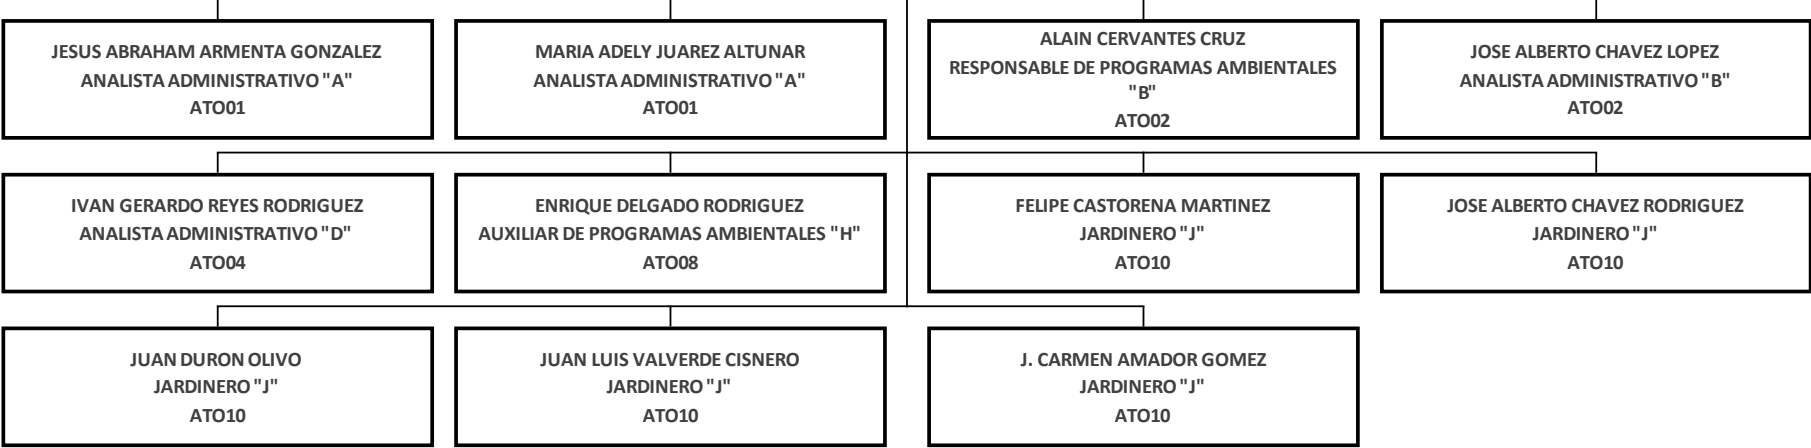 JESUS ABRAHAM ARMENTA GONZALEZ
ANALISTA ADMINISTRATIVO "A"
ATO01
MARIA ADELY JUAREZ ALTUNAR
ANALISTA ADMINISTRATIVO "A"
ATO01
ALAIN CERVANTES CRUZ
RESPONSABLE DE PROGRAMAS AMBIENTALES
"B"
ATO02
JOSE ALBERTO CHAVEZ LOPEZ
ANALISTA ADMINISTRATIVO "B"
ATO02
IVAN GERARDO REYES RODRIGUEZ
ANALISTA ADMINISTRATIVO "D"
ATO04
ENRIQUE DELGADO RODRIGUEZ
AUXILIAR DE PROGRAMAS AMBIENTALES "H"
ATO08
FELIPE CASTORENA MARTINEZ
JARDINERO "J"
ATO10
JOSE ALBERTO CHAVEZ RODRIGUEZ
JARDINERO "J"
ATO10
JUAN DURON OLIVO
JARDINERO "J"
ATO10
JUAN LUIS VALVERDE CISNERO
JARDINERO "J"
ATO10
J. CARMEN AMADOR GOMEZ
JARDINERO "J"
ATO10